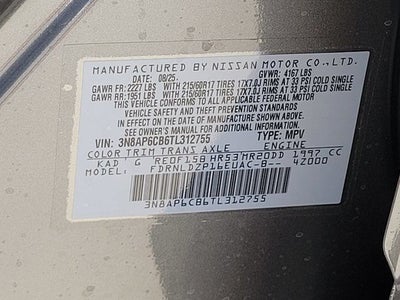 MANUFACTURED BY NISSAN MOTOR CO.,LTD.
DATE: 08/25. GVWR: 4167 LBS
GAWR FR: 2227 LBS WITH 215/60R17 TIRES 17X7.0J RIMS AT 33 PSI COLD SINGLE
GAWR RR: 1951 LBS WITH 215/60R17 TIRES 17X7.0J RIMS AT 33 PSI COLD SINGLE
THIS VEHICLE CONFORMS TO ALL APPLICABLE FEDERAL MOTOR
VEHICLE SAFETY AND THEFT PREVENTION STANDARDS
IN EFFECT ON THE DATE OF MANUFACTURE SHOWN ABOVE.
SEE OWNER'S MANUAL FOR ADDITIONAL INFORMATION.
VIN: 3N8AP6CB6TL312755 TYPE: MPV
COLOR TRIM TRANS AXLE ENGINE
KAD G RE0F15B HR53 MR20DD 1997 CC
MODEL: FDRNLDZP16EUAC-B-- 42000
3N8AP6CB6TL312755